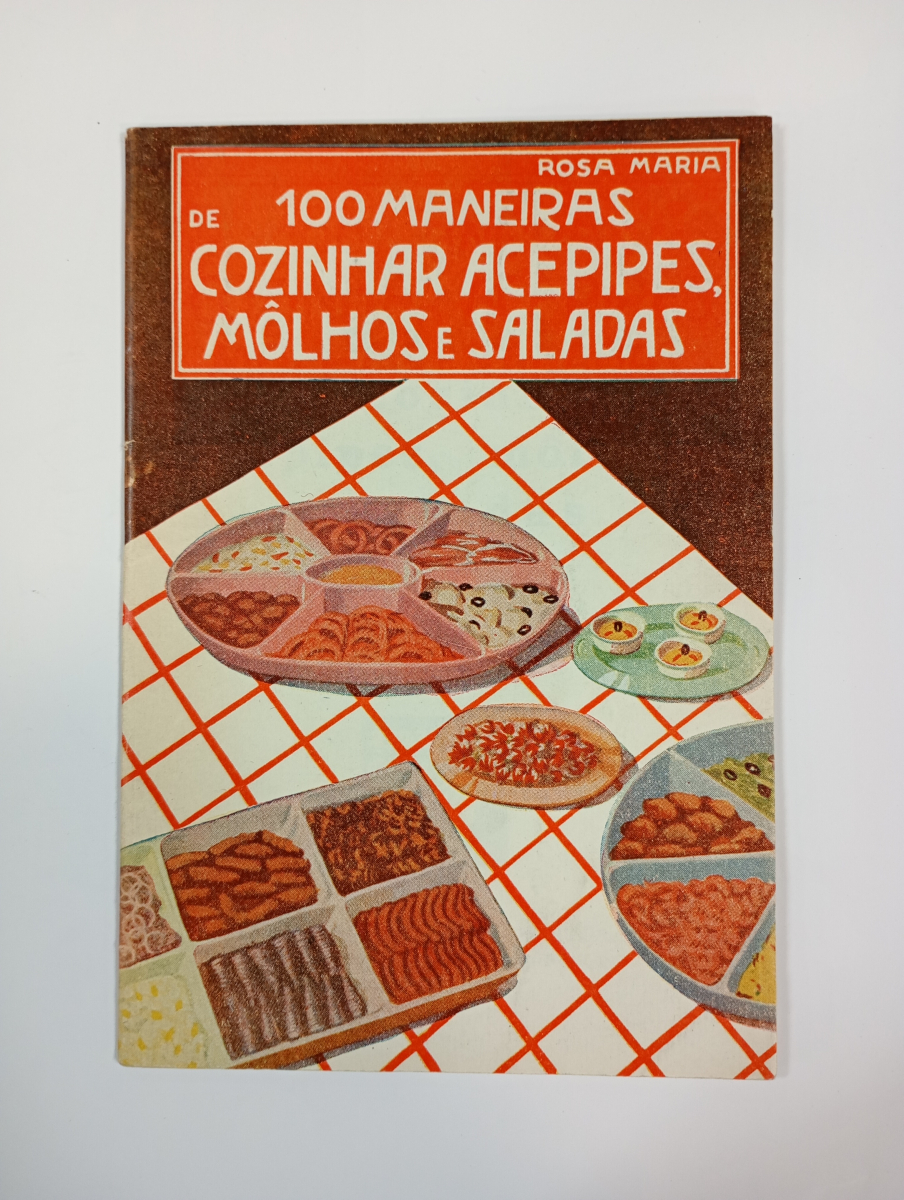 ROSA MARIA
100 MANEIRAS
DE COZINHAR ACEPIPES,
MÔLHOS E SALADAS